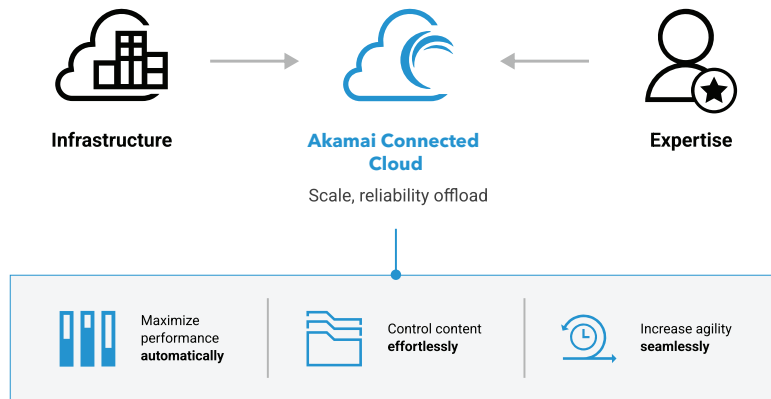 Infrastructure
Akamai Connected
Cloud
Expertise
Scale, reliability offload
Maximize
performance
automatically
Control content
effortlessly
Increase agility
seamlessly